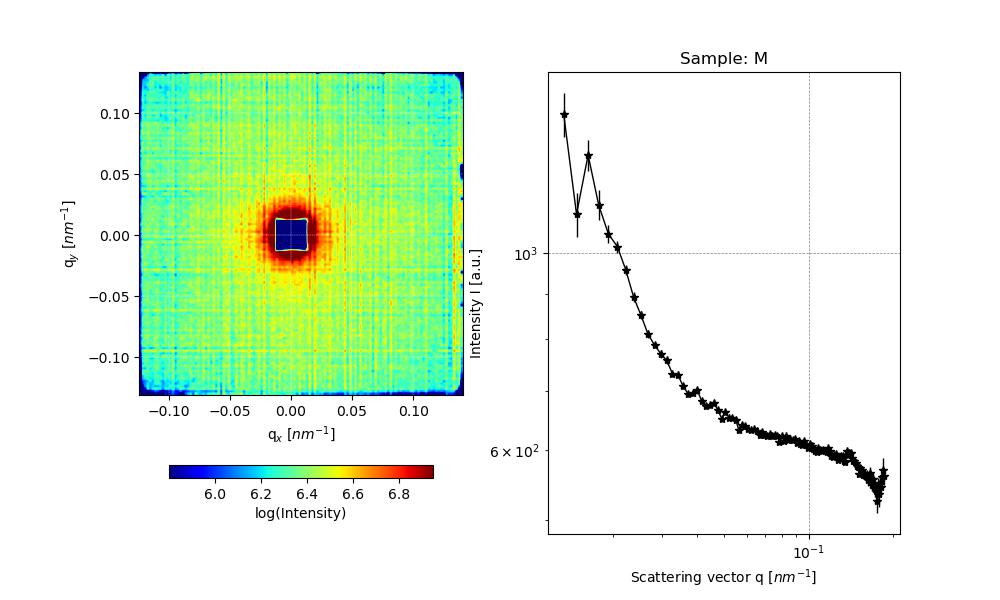 Sample: M
0.10
0.05
0.00
−0.05
−0.10
q_y [nm^{-1}]
−0.10 −0.05 0.00 0.05 0.10
q_x [nm^{-1}]
6.0 6.2 6.4 6.6 6.8
log(Intensity)
Intensity I [a.u.]
10^3
6 × 10^2
10^{-1}
Scattering vector q [nm^{-1}]